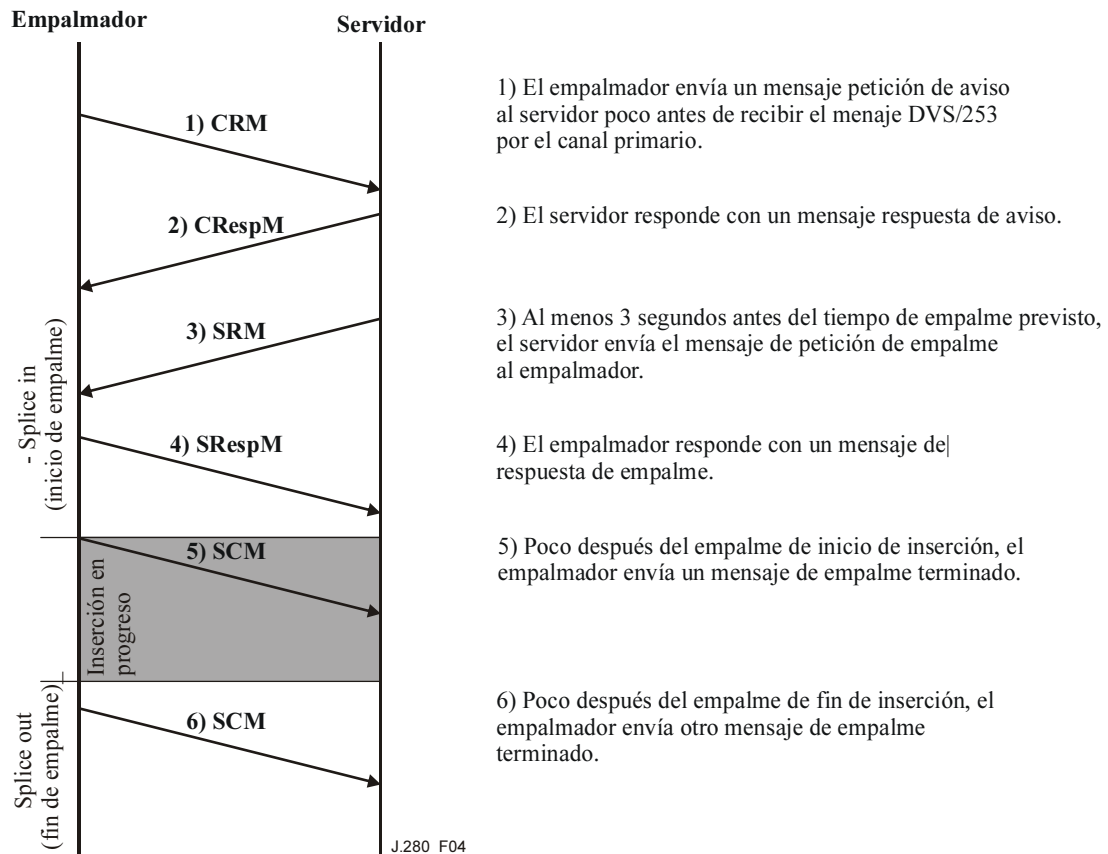 Empalmador
Servidor
1) CRM
1) El empalmador envía un mensaje petición de aviso
al servidor poco antes de recibir el menaje DVS/253
por el canal primario.
2) CRespM
2) El servidor responde con un mensaje respuesta de aviso.
3) SRM
3) Al menos 3 segundos antes del tiempo de empalme previsto,
el servidor envía el mensaje de petición de empalme
al empalmador.
- Splice in
(inicio de empalme)
4) SRespM
4) El empalmador responde con un mensaje de|
respuesta de empalme.
5) SCM
5) Poco después del empalme de inicio de inserción, el
empalmador envía un mensaje de empalme terminado.
Inserción en
progreso
6) SCM
6) Poco después del empalme de fin de inserción, el
empalmador envía otro mensaje de empalme
terminado.
Splice out
(fin de empalme)
J.280_F04